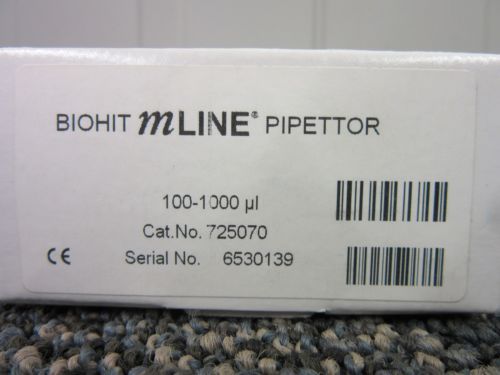 BIOHIT mLINE® PIPETTOR
100-1000 µl
Cat.No. 725070
CE Serial No. 6530139